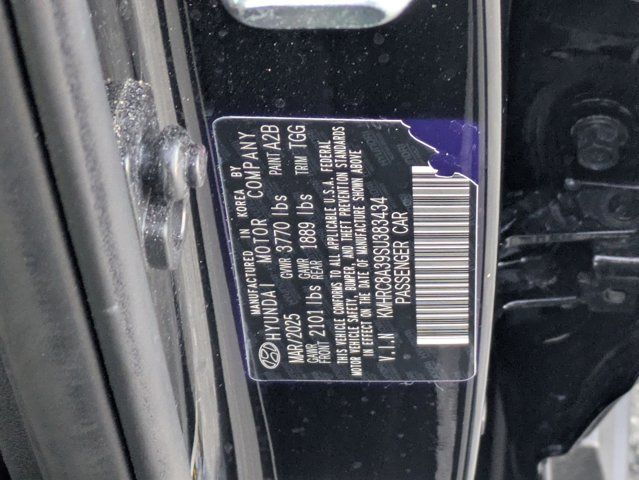 MANUFACTURED IN KOREA BY
HYUNDAI MOTOR COMPANY
MAR/2025 GVWR 3770 lbs PAINT A2B
GAWR FRONT 2101 lbs GAWR REAR 1889 lbs TRIM TGG
THIS VEHICLE CONFORMS TO ALL APPLICABLE U.S.A. FEDERAL
MOTOR VEHICLE SAFETY, BUMPER, AND THEFT PREVENTION STANDARDS
IN EFFECT ON THE DATE OF MANUFACTURE SHOWN ABOVE
V.I.N KMHRC8A39SU383434
PASSENGER CAR